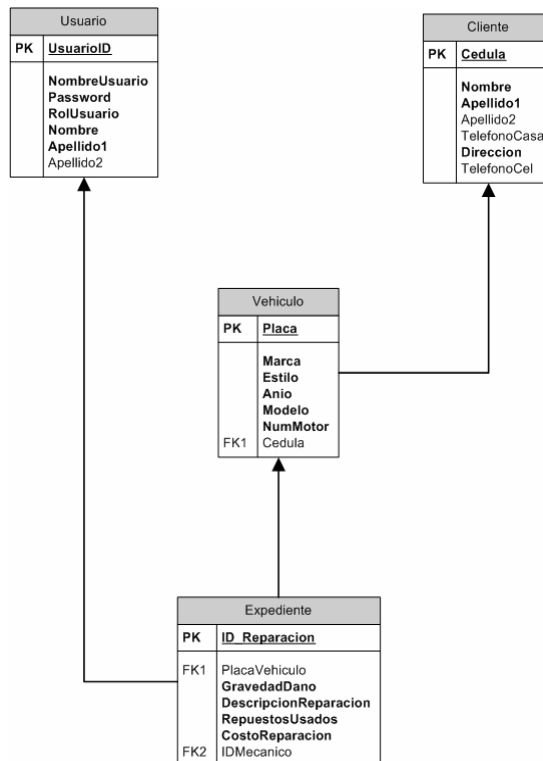 Usuario
PK UsuarioID
NombreUsuario
Password
RolUsuario
Nombre
Apellido1
Apellido2
Cliente
PK Cedula
Nombre
Apellido1
Apellido2
TelefonoCasa
Direccion
TelefonoCel
Vehiculo
PK Placa
Marca
Estilo
Anio
Modelo
NumMotor
FK1 Cedula
Expediente
PK ID_Reparacion
FK1 PlacaVehiculo
GravedadDano
DescripcionReparacion
RepuestosUsados
CostoReparacion
FK2 IDMecanico